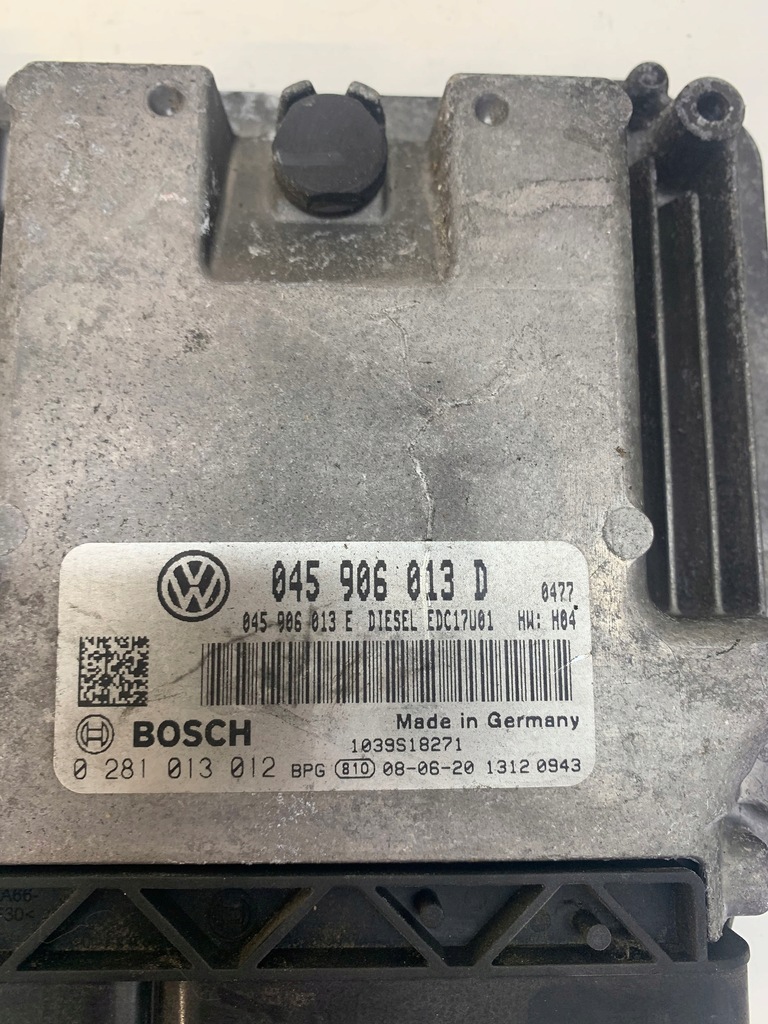 045 906 013 D 0477
045 906 013 E DIESEL EDC17U01 HW: H04
BOSCH Made in Germany
1039S18271
0 281 013 012 BPG 810 08-06-20 1312 0943